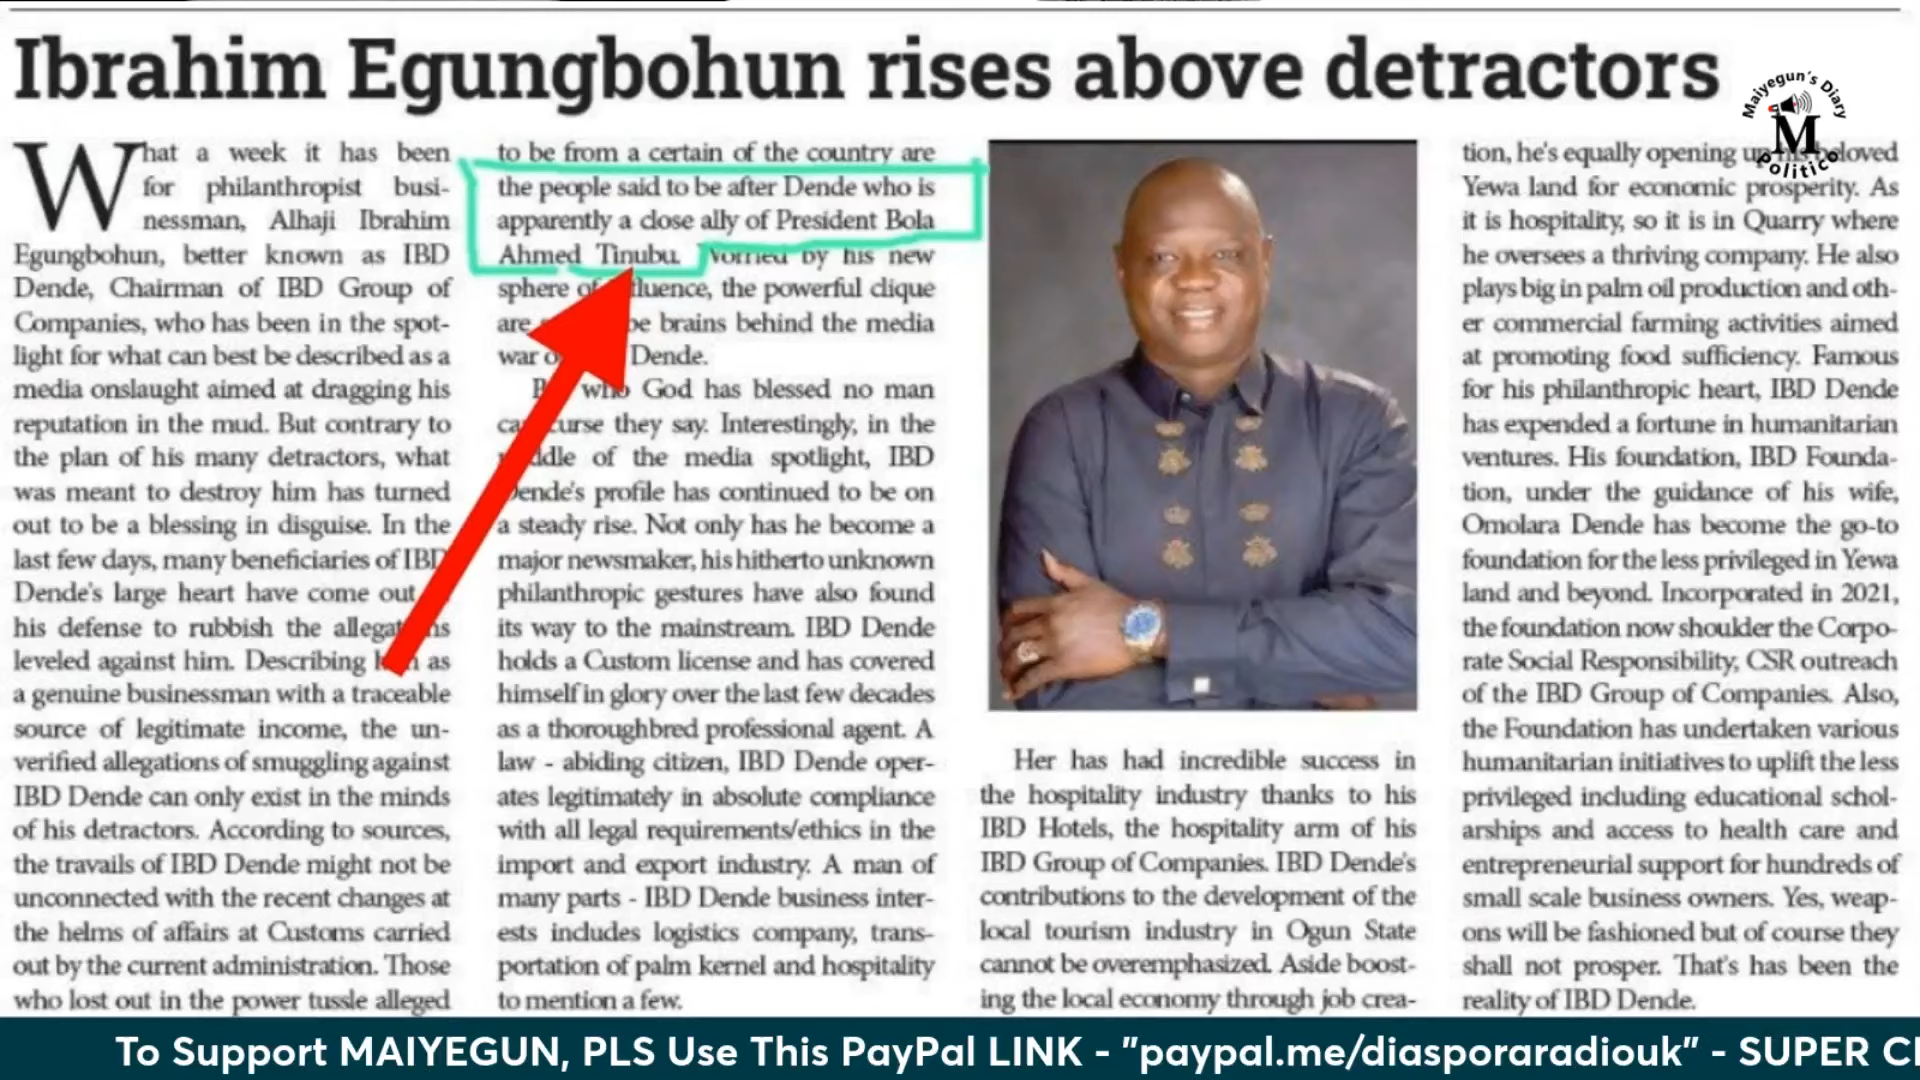 Ibrahim Egungbohun rises above detractors
Maiyegun's Diary
M
Politico
What a week it has been
for philanthropist busi-
nessman, Alhaji Ibrahim
Egungbohun, better known as IBD
Dende, Chairman of IBD Group of
Companies, who has been in the spot-
light for what can best be described as a
media onslaught aimed at dragging his
reputation in the mud. But contrary to
the plan of his many detractors, what
was meant to destroy him has turned
out to be a blessing in disguise. In the
last few days, many beneficiaries of IBD
Dende's large heart have come out
his defense to rubbish the allegations
leveled against him. Describing him as
a genuine businessman with a traceable
source of legitimate income, the un-
verified allegations of smuggling against
IBD Dende can only exist in the minds
of his detractors. According to sources,
the travails of IBD Dende might not be
unconnected with the recent changes at
the helms of affairs at Customs carried
out by the current administration. Those
who lost out in the power tussle alleged
to be from a certain of the country are
the people said to be after Dende who is
apparently a close ally of President Bola
Ahmed Tinubu. Worried by his new
sphere of influence, the powerful clique
are be brains behind the media
war Dende.
who God has blessed no man
can curse they say. Interestingly, in the
middle of the media spotlight, IBD
Dende's profile has continued to be on
a steady rise. Not only has he become a
major newsmaker, his hitherto unknown
philanthropic gestures have also found
its way to the mainstream. IBD Dende
holds a Custom license and has covered
himself in glory over the last few decades
as a thoroughbred professional agent. A
law - abiding citizen, IBD Dende oper-
ates legitimately in absolute compliance
with all legal requirements/ethics in the
import and export industry. A man of
many parts - IBD Dende business inter-
ests includes logistics company, trans-
portation of palm kernel and hospitality
to mention a few.
Her has had incredible success in
the hospitality industry thanks to his
IBD Hotels, the hospitality arm of his
IBD Group of Companies. IBD Dende's
contributions to the development of the
local tourism industry in Ogun State
cannot be overemphasized. Aside boost-
ing the local economy through job crea-
tion, he's equally opening up his beloved
Yewa land for economic prosperity. As
it is hospitality, so it is in Quarry where
he oversees a thriving company. He also
plays big in palm oil production and oth-
er commercial farming activities aimed
at promoting food sufficiency. Famous
for his philanthropic heart, IBD Dende
has expended a fortune in humanitarian
ventures. His foundation, IBD Founda-
tion, under the guidance of his wife,
Omolara Dende has become the go-to
foundation for the less privileged in Yewa
land and beyond. Incorporated in 2021,
the foundation now shoulder the Corpo-
rate Social Responsibility, CSR outreach
of the IBD Group of Companies. Also,
the Foundation has undertaken various
humanitarian initiatives to uplift the less
privileged including educational schol-
arships and access to health care and
entrepreneurial support for hundreds of
small scale business owners. Yes, weap-
ons will be fashioned but of course they
shall not prosper. That's has been the
reality of IBD Dende.
To Support MAIYEGUN, PLS Use This PayPal LINK - "paypal.me/diasporaradiouk" - SUPER